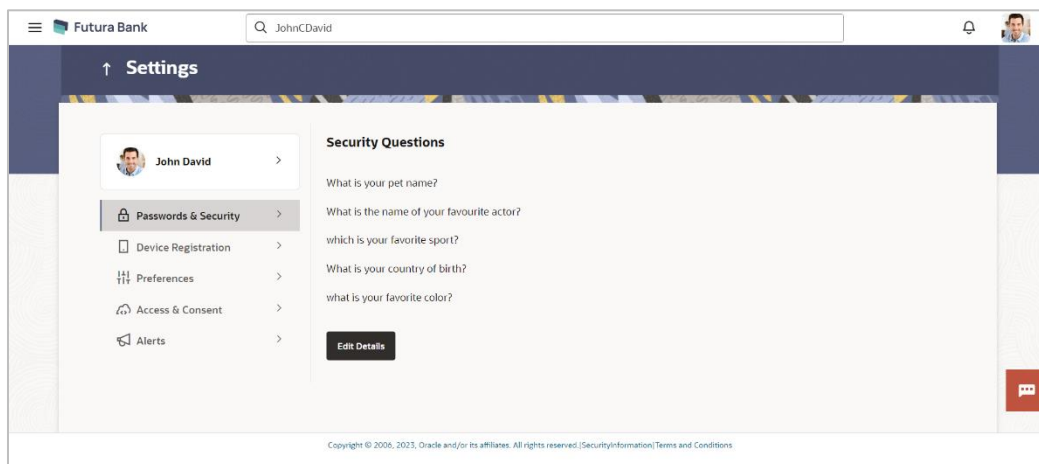 Futura Bank
JohnCDavid
Settings
John David
Passwords & Security
Device Registration
Preferences
Access & Consent
Alerts
Security Questions
What is your pet name?
What is the name of your favourite actor?
which is your favorite sport?
What is your country of birth?
what is your favorite color?
Edit Details
Copyright © 2006, 2023, Oracle and/or its affiliates. All rights reserved.|SecurityInformation|Terms and Conditions